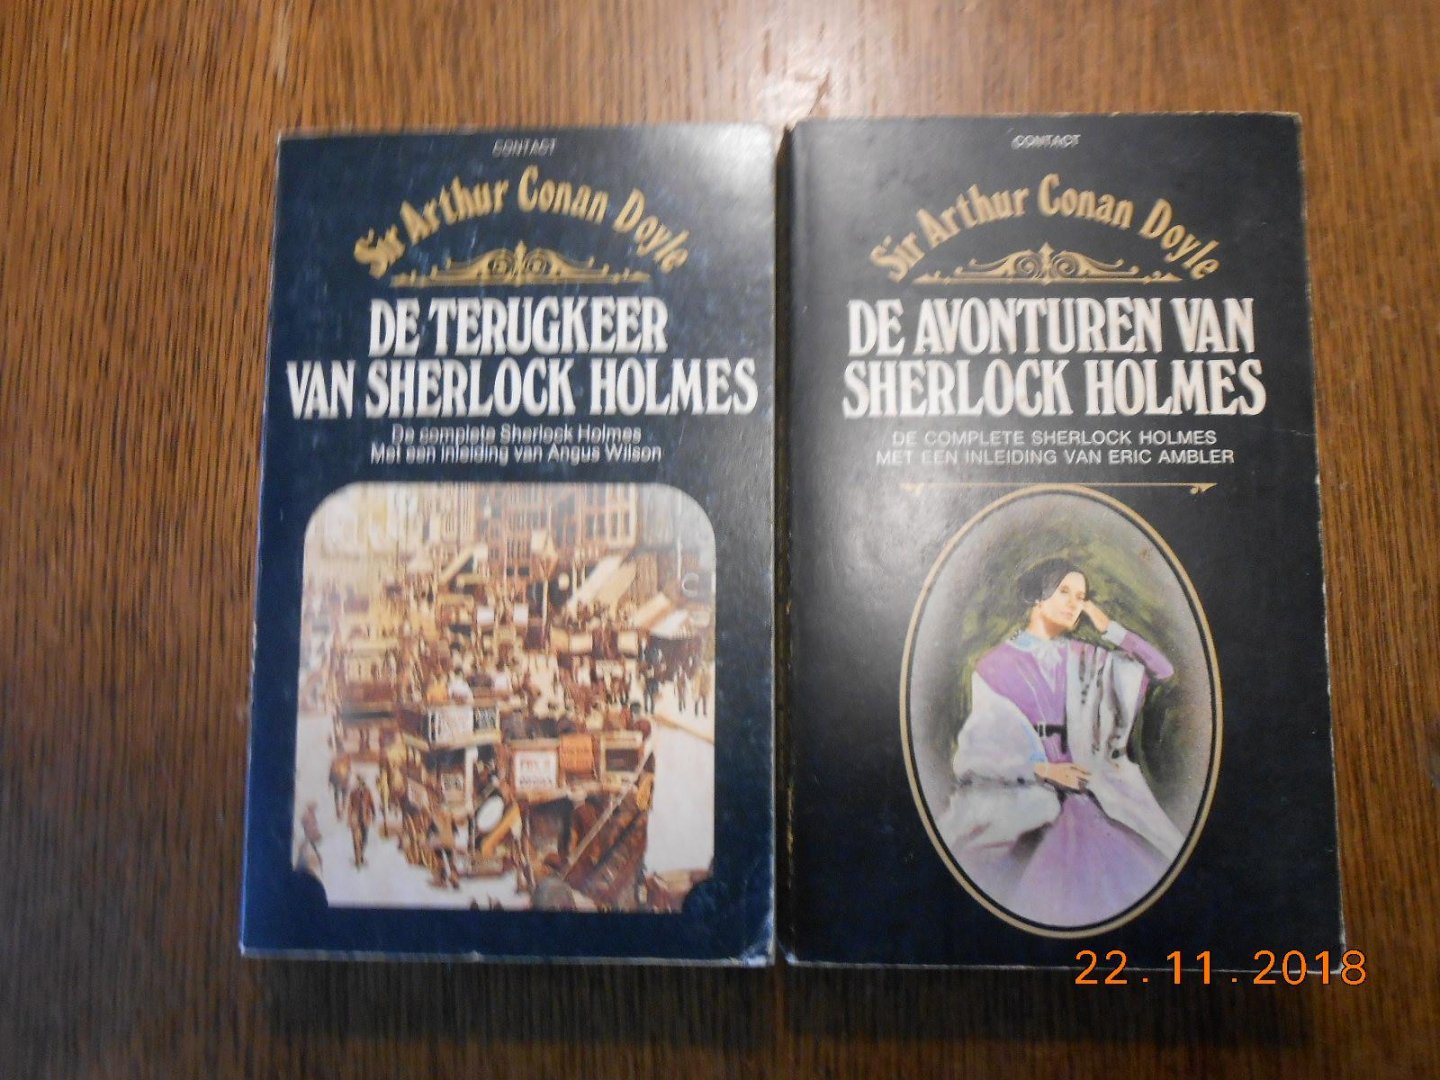 CONTACT
Sir Arthur Conan Doyle
DE TERUGKEER
VAN SHERLOCK HOLMES
De complete Sherlock Holmes
Met een inleiding van Angus Wilson
CONTACT
Sir Arthur Conan Doyle
DE AVONTUREN VAN
SHERLOCK HOLMES
DE COMPLETE SHERLOCK HOLMES
MET EEN INLEIDING VAN ERIC AMBLER
22.11.2018